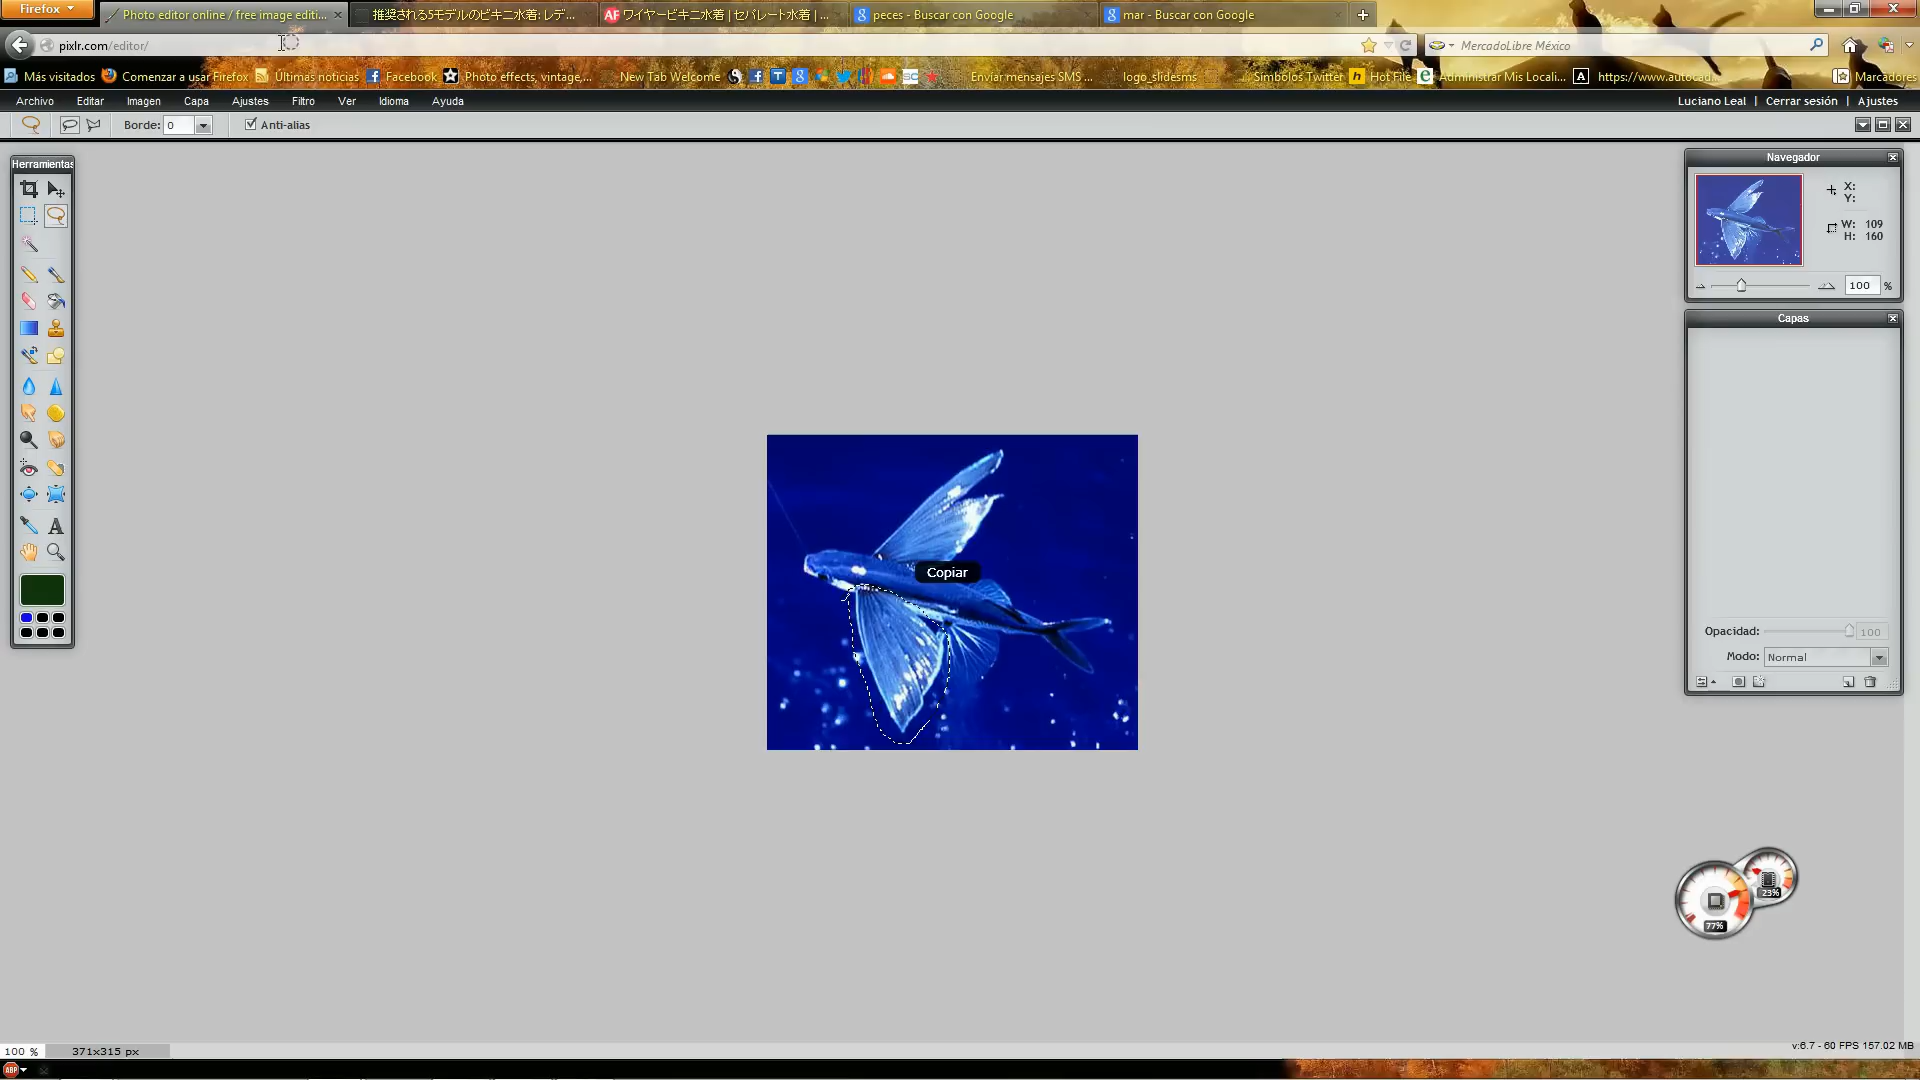 Firefox
Photo editor online / free image editi...
推奨される5モデルのビキニ水着: レデ...
AF ワイヤービキニ水着 | セパレート水着 | ...
peces - Buscar con Google
mar - Buscar con Google
pixlr.com/editor/
MercadoLibre México
Más visitados
Comenzar a usar Firefox
Últimas noticias
Facebook
Photo effects, vintage,...
New Tab Welcome
Enviar mensajes SMS ...
logo_slidesms
Simbolos Twitter
Hot File
Administrar Mis Locali...
https://www.autocad...
Marcadores
Archivo Editar Imagen Capa Ajustes Filtro Ver Idioma Ayuda
Luciano Leal | Cerrar sesión | Ajustes
Borde: 0
Anti-alias
Herramientas
Navegador
X:
Y:
W: 109
H: 160
100 %
Capas
Copiar
Opacidad: 100
Modo: Normal
23%
77%
100 % 371x315 px
v:6.7 - 60 FPS 157.02 MB
ABP